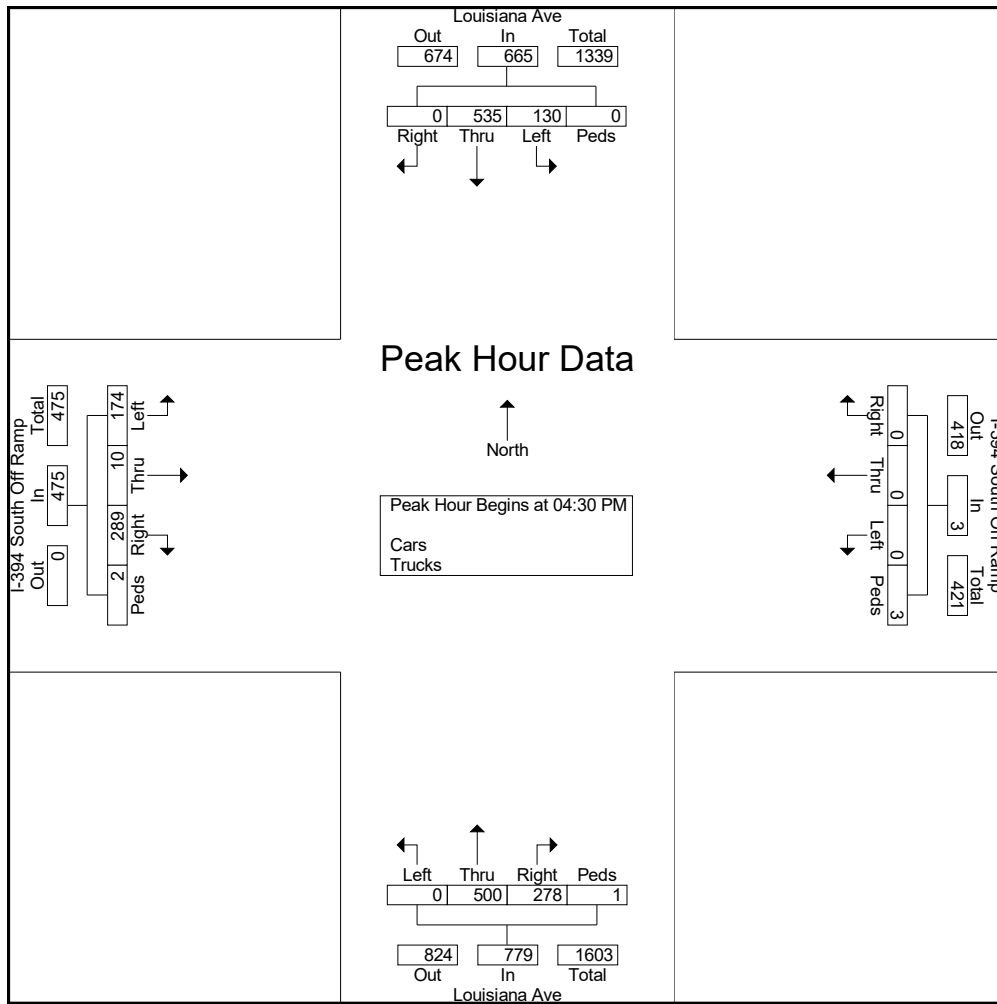 Louisiana Ave
Out In Total
674 665 1339
0 535 130 0
Right Thru Left Peds
Peak Hour Data
North
Peak Hour Begins at 04:30 PM
Cars
Trucks
I-394 South Off Ramp
Total In Out
475 475 0
174 10 289 2
Left Thru Right Peds
I-394 South On Ramp
Out In Total
418 3 421
0 0 0 3
Right Thru Left Peds
Left Thru Right Peds
0 500 278 1
824 779 1603
Out In Total
Louisiana Ave